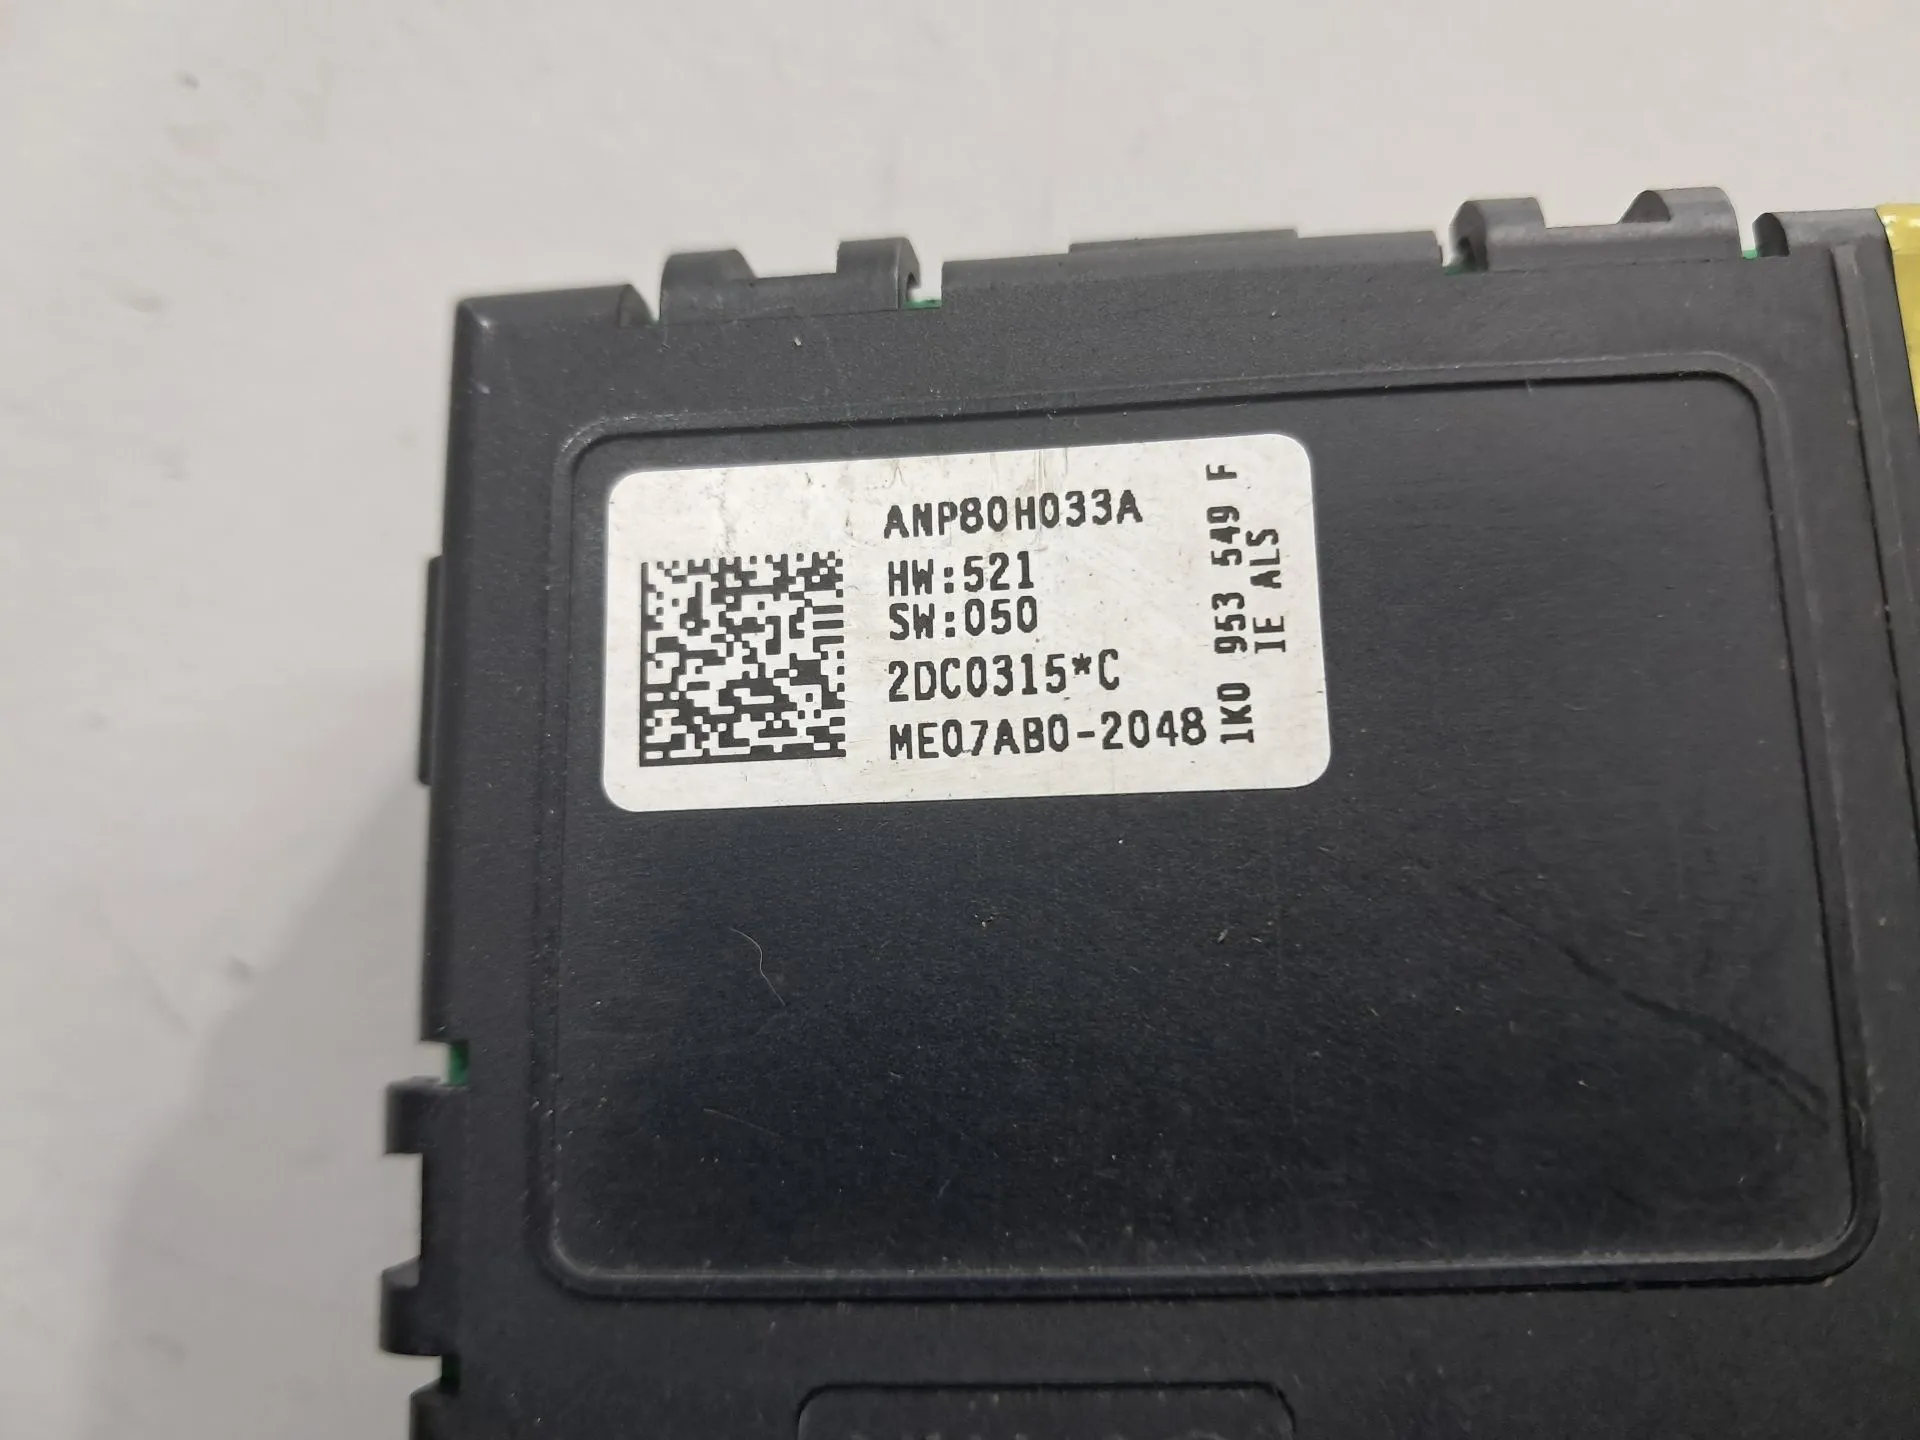 ANP80H033A
HW:521
SW:050
2DC0315*C
ME07AB0-2048
1K0 953 549 F
IE ALS